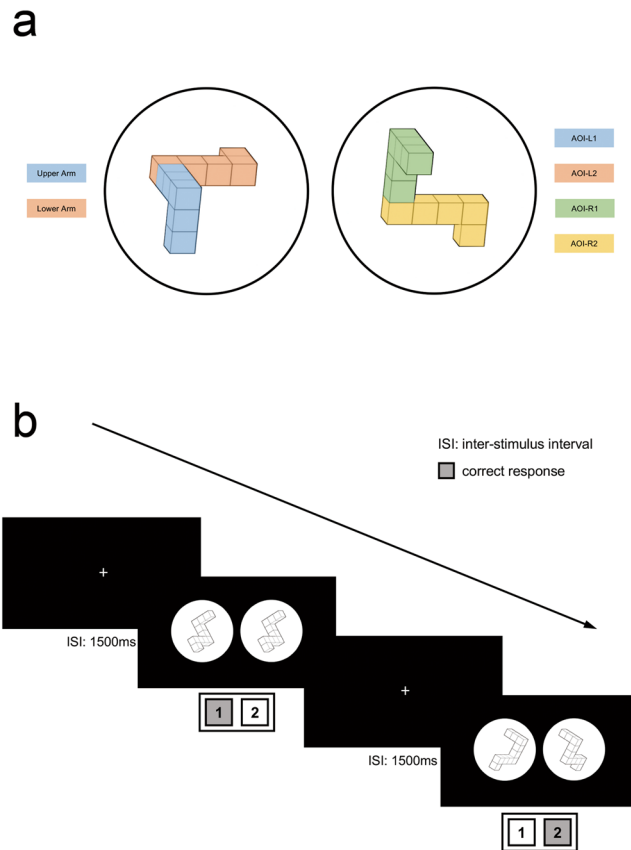 a
Upper Arm
Lower Arm
AOI-L1
AOI-L2
AOI-R1
AOI-R2
b
ISI: inter-stimulus interval
correct response
+
ISI: 1500ms
1 2
+
ISI: 1500ms
1 2